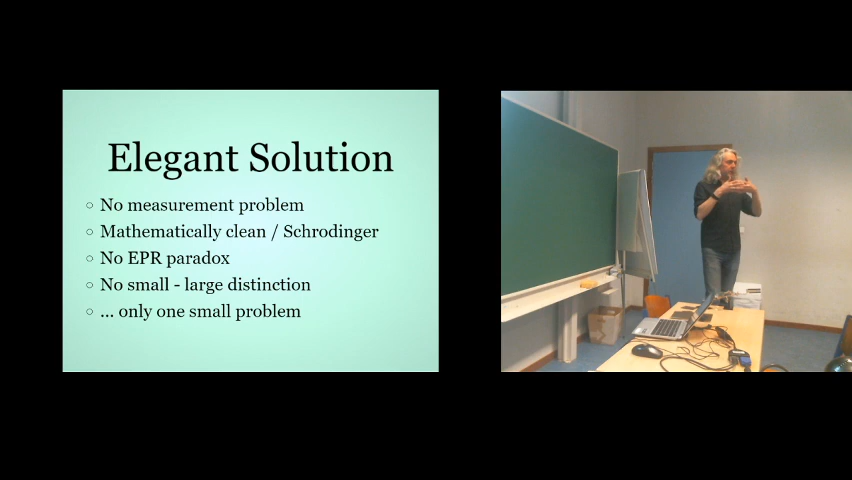 Elegant Solution
No measurement problem
Mathematically clean / Schrodinger
No EPR paradox
No small - large distinction
... only one small problem